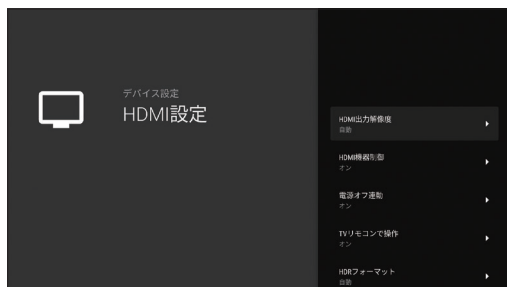 デバイス設定
HDMI設定
HDMI出力解像度
自動
HDMI機器制御
オン
電源オフ連動
オン
TVリモコンで操作
オン
HDRフォーマット
自動